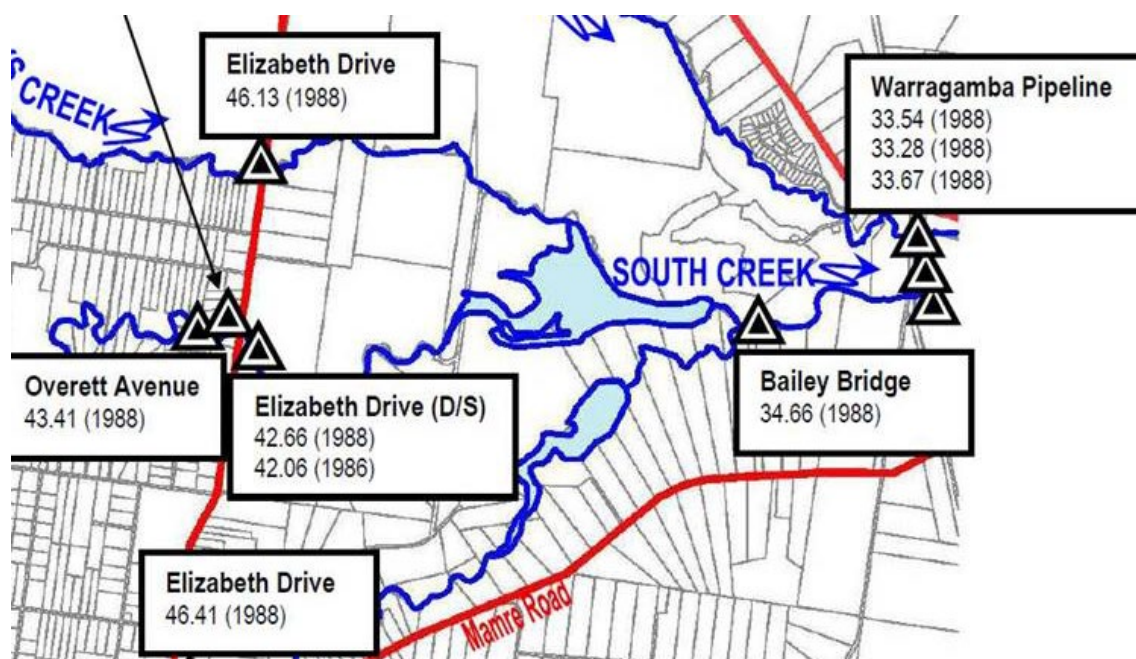 Elizabeth Drive
46.13 (1988)
S CREEK
Warragamba Pipeline
33.54 (1988)
33.28 (1988)
33.67 (1988)
SOUTH CREEK
Overett Avenue
43.41 (1988)
Elizabeth Drive (D/S)
42.66 (1988)
42.06 (1986)
Bailey Bridge
34.66 (1988)
Elizabeth Drive
46.41 (1988)
Mamre Road